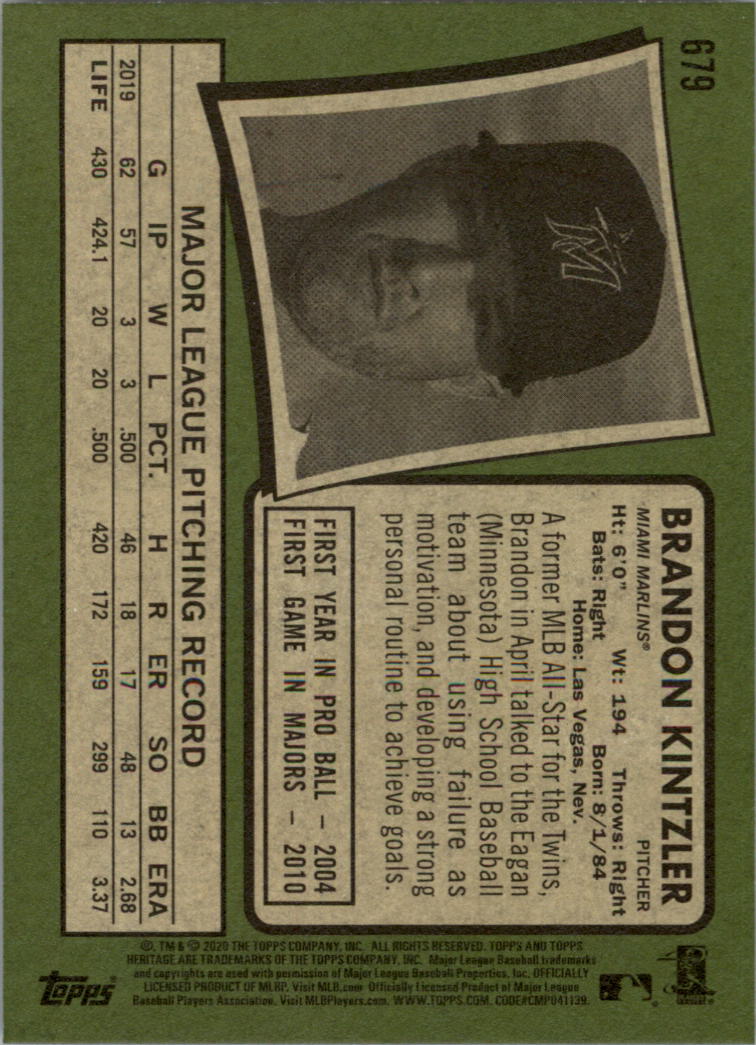 679
BRANDON KINTZLER
MIAMI MARLINS® PITCHER
Ht: 6'0" Wt: 194 Throws: Right
Bats: Right Born: 8/1/84
Home: Las Vegas, Nev.
A former MLB All-Star for the Twins,
Brandon in April talked to the Eagan
(Minnesota) High School Baseball
team about using failure as
motivation, and developing a strong
personal routine to achieve goals.
FIRST YEAR IN PRO BALL – 2004
FIRST GAME IN MAJORS – 2010
M
MAJOR LEAGUE PITCHING RECORD
G IP W L PCT. H R ER SO BB ERA
2019 62 57 3 3 .500 46 18 17 48 13 2.68
LIFE 430 424.1 20 20 .500 420 172 159 299 110 3.37
®, TM & © 2020 THE TOPPS COMPANY, INC. ALL RIGHTS RESERVED. TOPPS AND TOPPS
HERITAGE ARE TRADEMARKS OF THE TOPPS COMPANY, INC. Major League Baseball trademarks
and copyrights are used with permission of Major League Baseball Properties, Inc. OFFICIALLY
LICENSED PRODUCT OF MLBP. Visit MLB.com Officially Licensed Product of Major League
Baseball Players Association. Visit MLBPlayers.com. WWW.TOPPS.COM. CODE#CMP041139.
Topps®